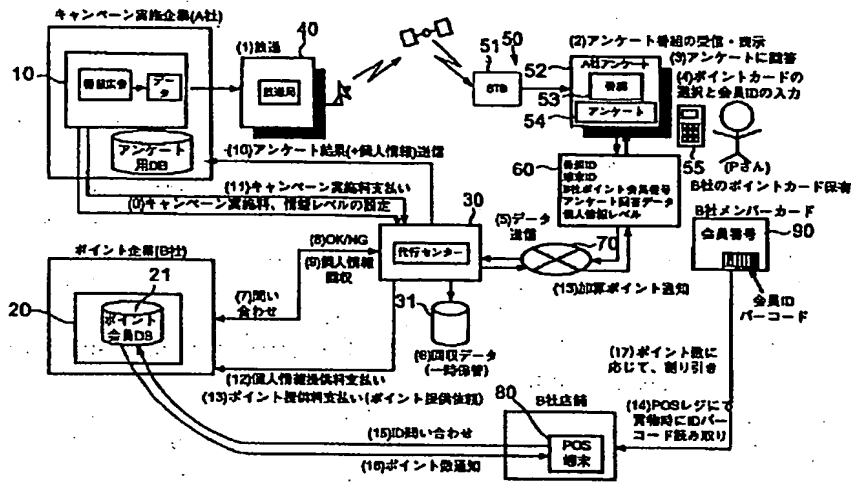 キャンペーン実施企業(A社)
10
番組広告
データ
アンケート
用DB
(1)放送
40
放送局
51
50
STB
(2)アンケート番組の受信・表示
(3)アンケートに回答
(4)ポイントカードの
選択と会員IDの入力
52
A社アンケート
53
番組
54
アンケート
55
(Pさん)
B社のポイントカード保有
60
番組ID
端末ID
B社ポイント会員番号
アンケート回答データ
個人情報レベル
(10)アンケート結果(+個人情報)送信
(11)キャンペーン実施料支払い
(0)キャンペーン実施料、情報レベルの設定
30
代行センター
(5)データ
送信
70
(13)加算ポイント通知
B社メンバーカード
90
会員番号
会員ID
バーコード
ポイント企業(B社)
20
21
ポイント
会員DB
(8)OK/NG
(9)個人情報
回収
(7)問い
合わせ
31
(6)回収データ
(一時保管)
(12)個人情報提供料支払い
(13)ポイント提供料支払い(ポイント提供依頼)
(17)ポイント数に
応じて、割り引き
(14)POSレジにて
買物時にIDバー
コード読み取り
B社店舗
80
POS
端末
(15)ID問い合わせ
(16)ポイント数通知